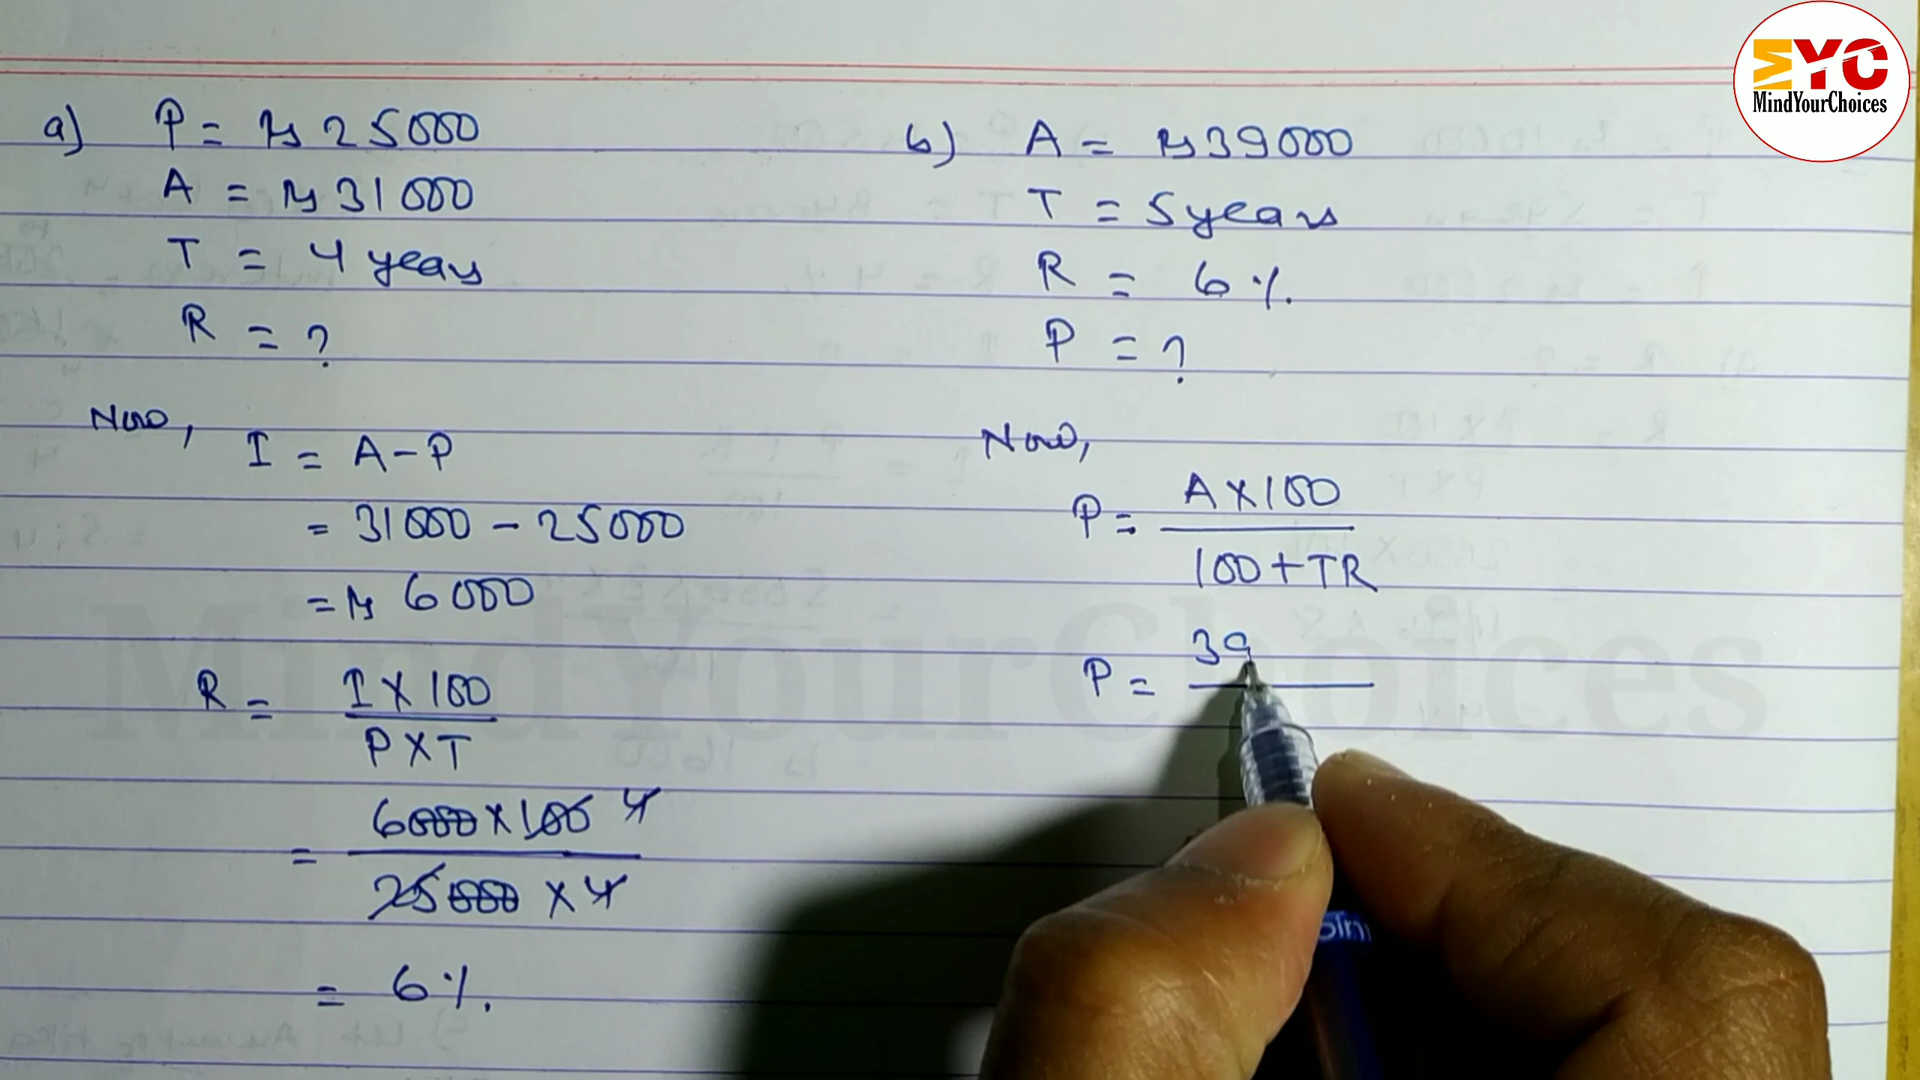 MYC
MindYourChoices
a) P = Rs 25000
A = Rs 31000
T = 4 years
R = ?
Now, I = A - P
= 31000 - 25000
= Rs 6000
R = I × 100
P × T
= 6000 × 100 4
25000 × 4
= 6%.
b) A = Rs 39000
T = 5 years
R = 6%.
P = ?
Now,
P = A × 100
100 + TR
P = 39
MindYourChoices